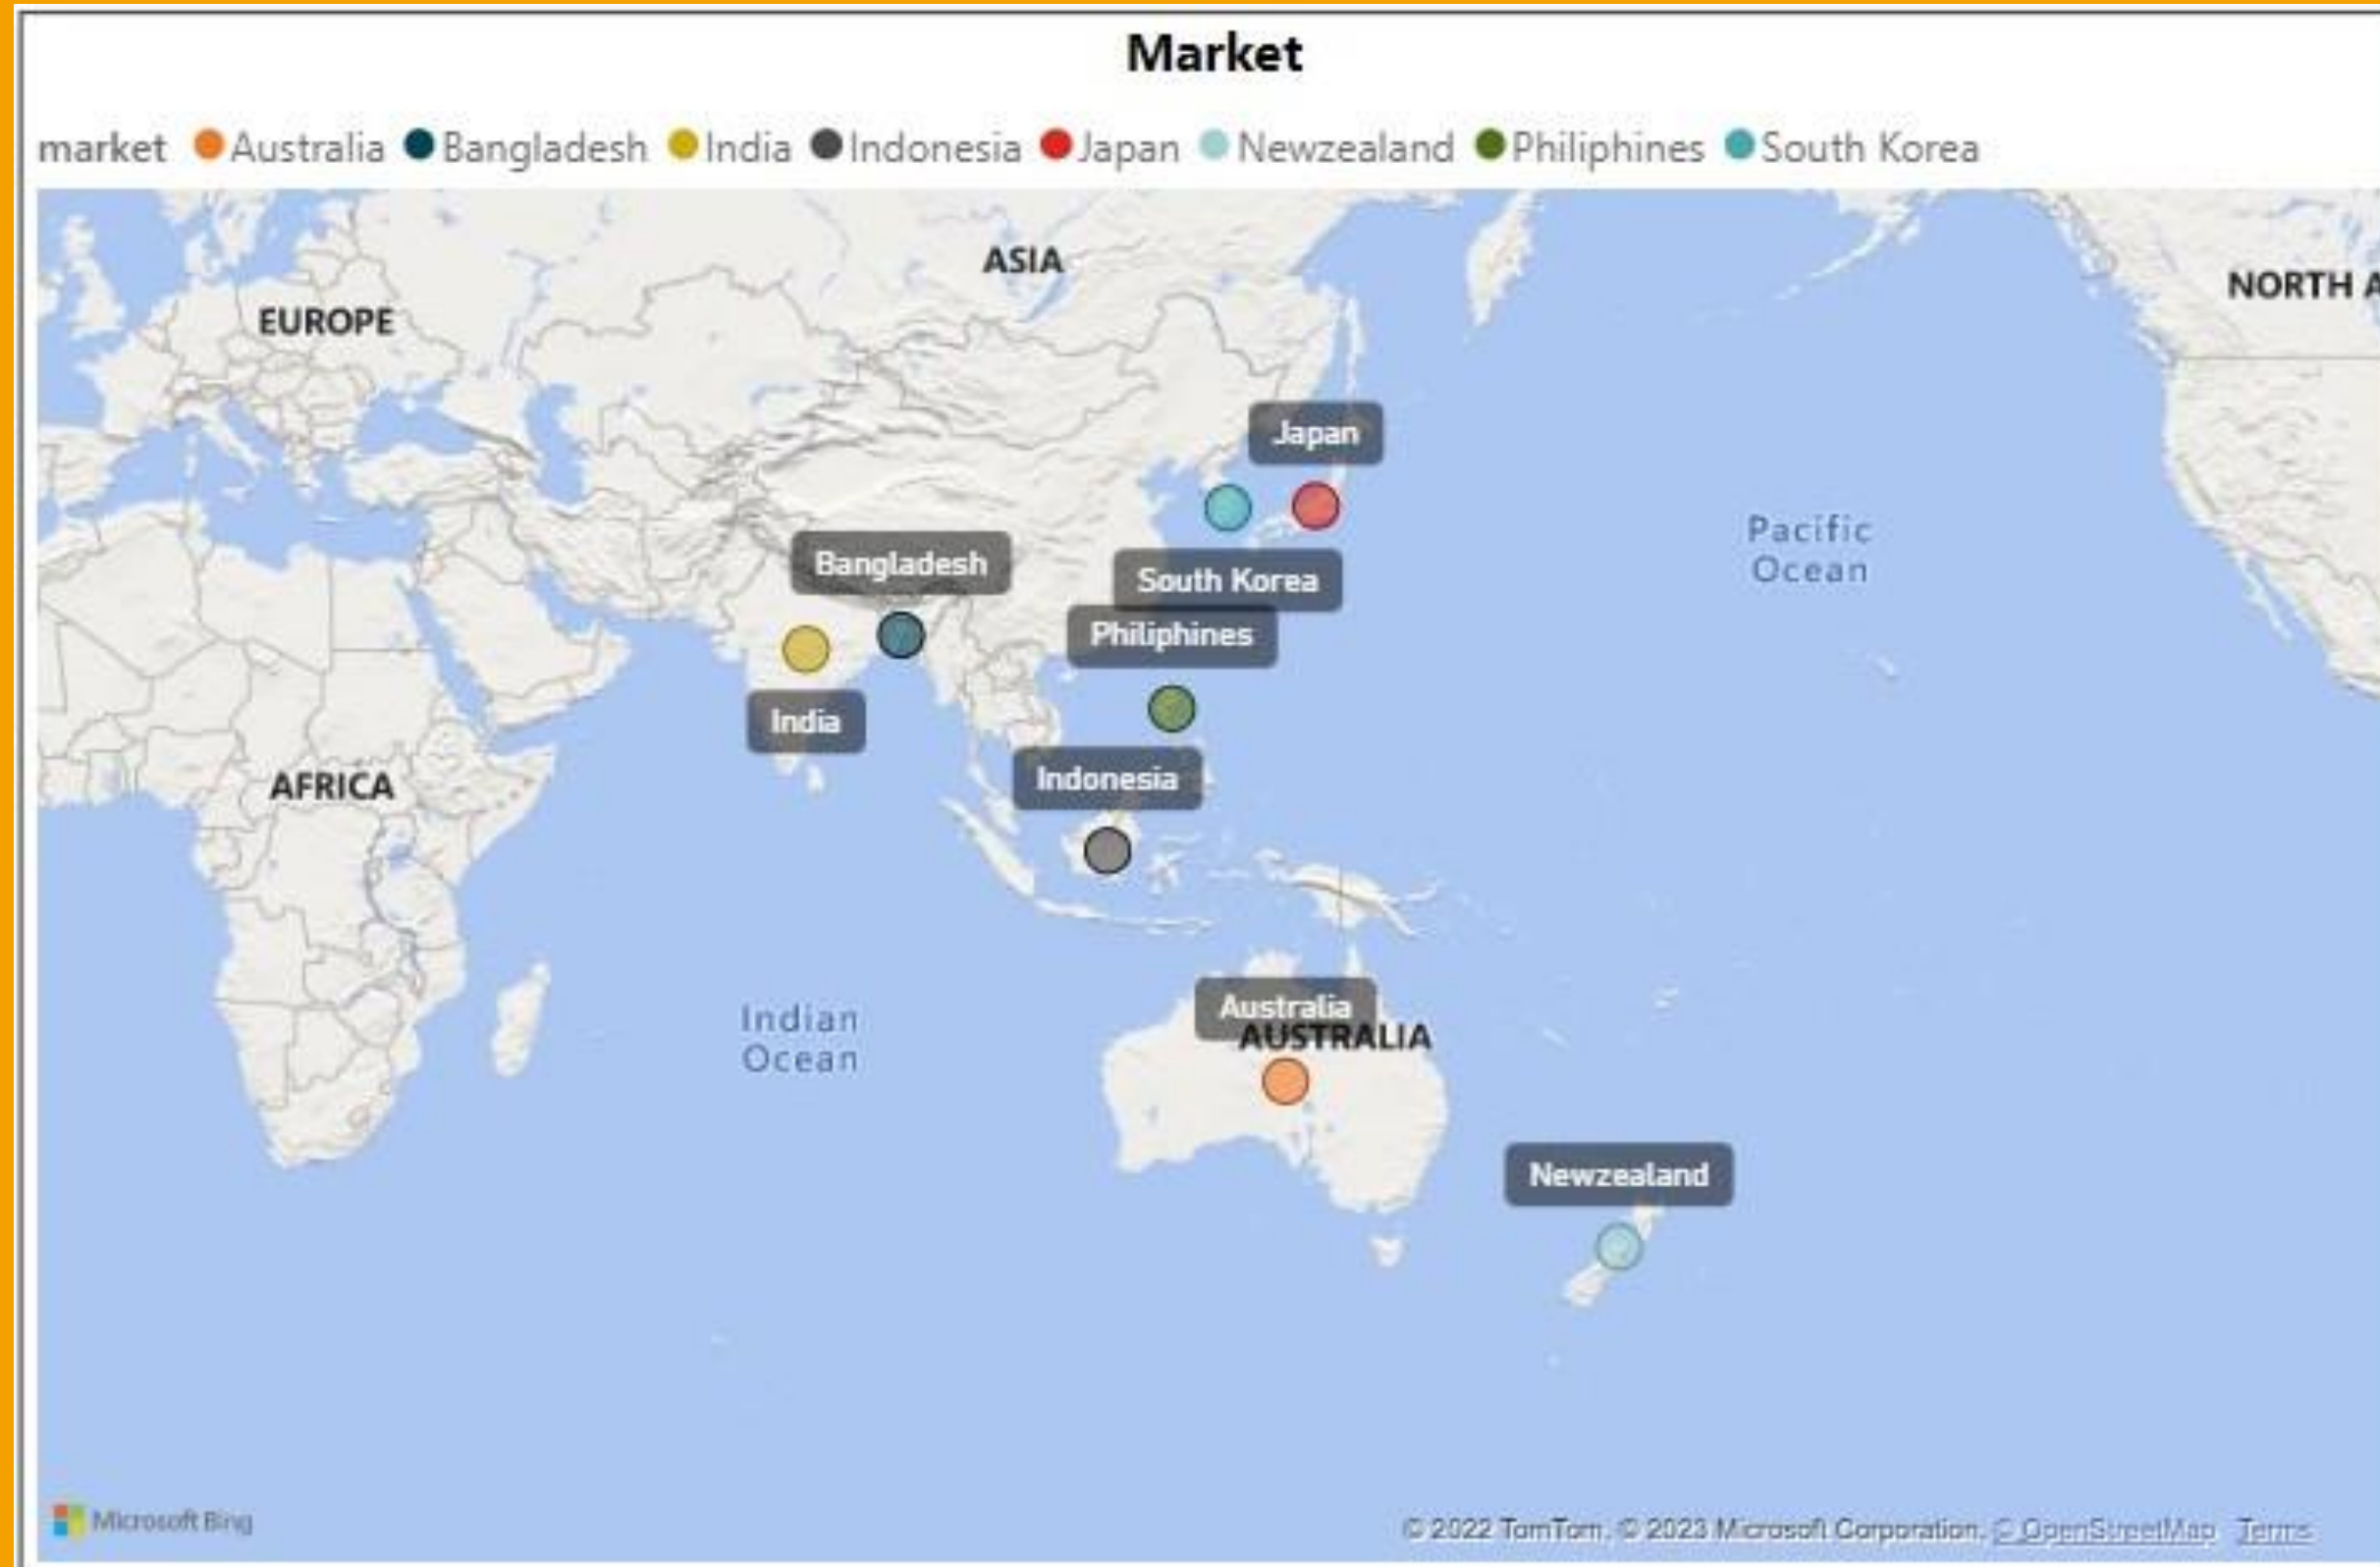 Market
market Australia Bangladesh India Indonesia Japan Newzealand Philiphines South Korea
ASIA
NORTH A
EUROPE
Japan
Pacific
Ocean
Bangladesh
South Korea
Philiphines
India
Indonesia
AFRICA
Australia
AUSTRALIA
Indian
Ocean
Newzealand
Microsoft Bing
© 2022 TomTom, © 2023 Microsoft Corporation, © OpenStreetMap Terms